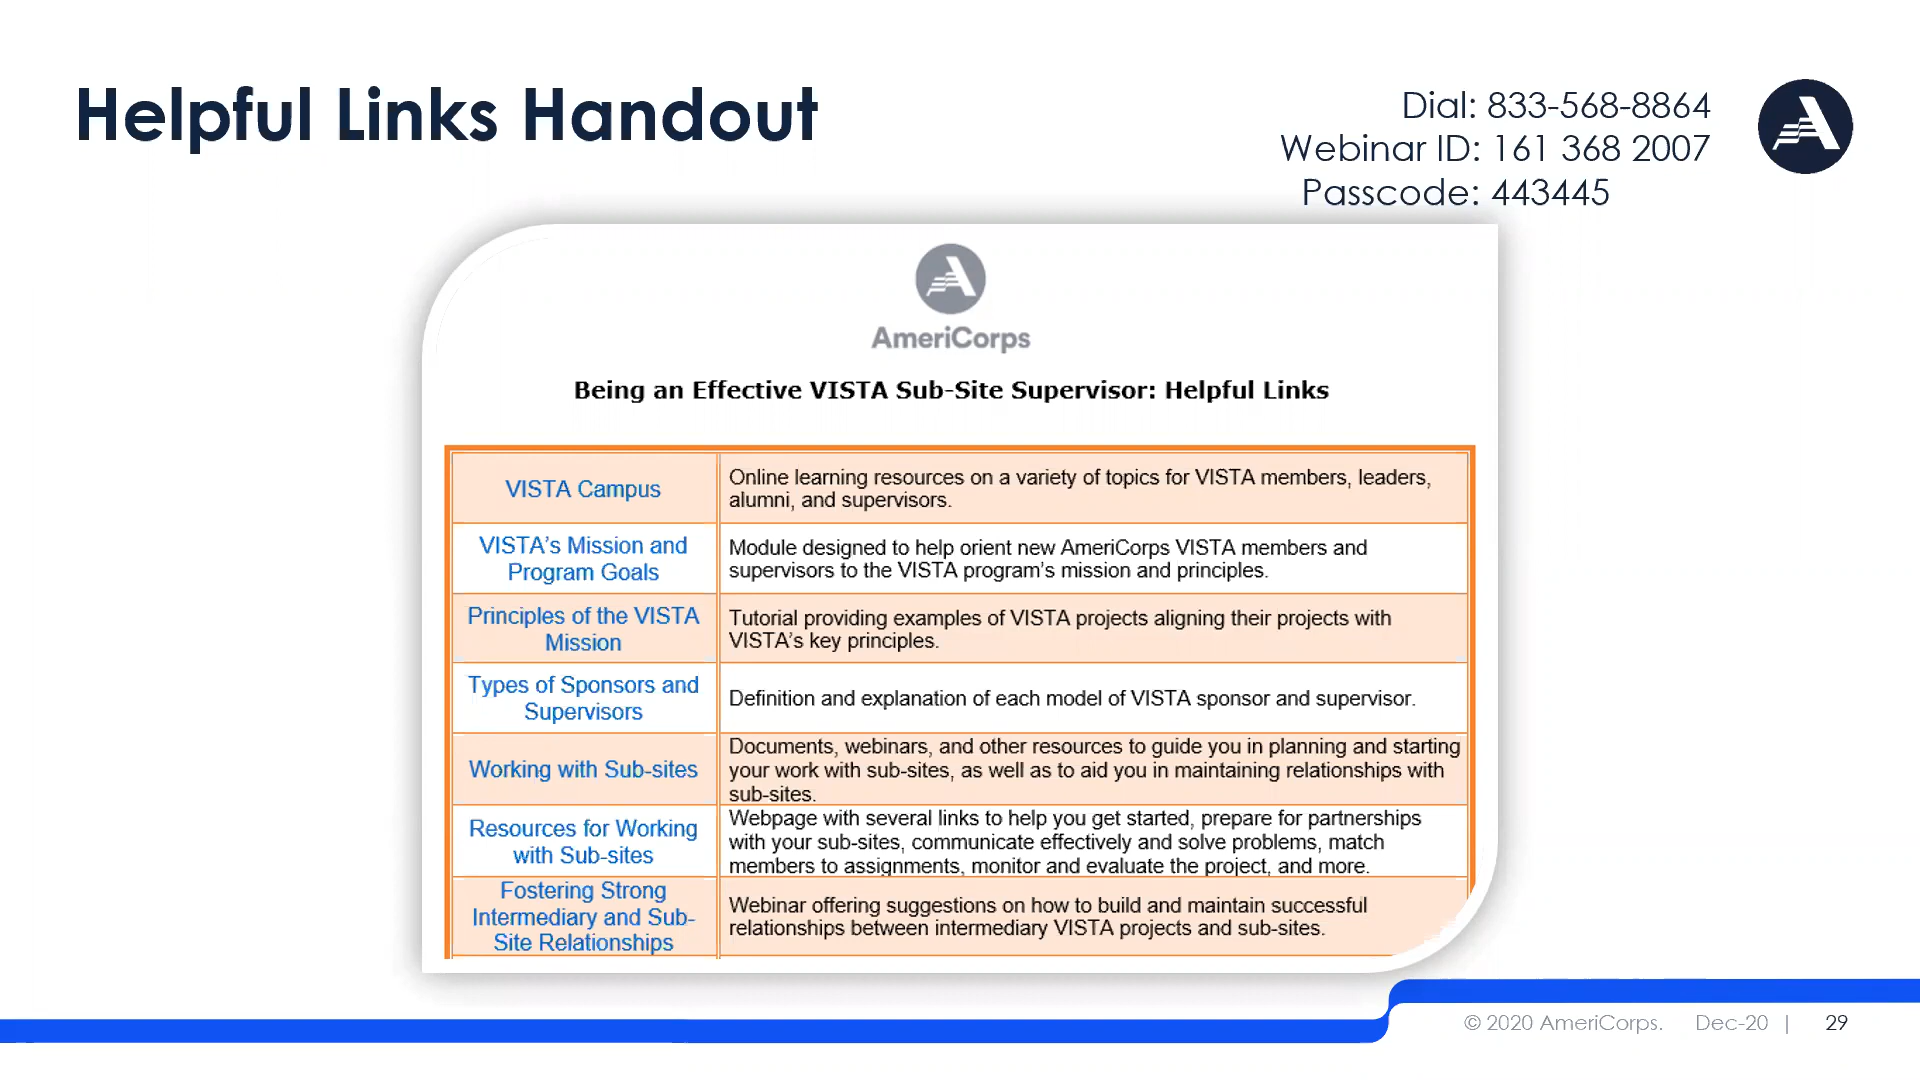 Helpful Links Handout
Dial: 833-568-8864
Webinar ID: 161 368 2007
Passcode: 443445
AmeriCorps
Being an Effective VISTA Sub-Site Supervisor: Helpful Links
VISTA Campus
Online learning resources on a variety of topics for VISTA members, leaders,
alumni, and supervisors.
VISTA's Mission and
Program Goals
Module designed to help orient new AmeriCorps VISTA members and
supervisors to the VISTA program's mission and principles.
Principles of the VISTA
Mission
Tutorial providing examples of VISTA projects aligning their projects with
VISTA's key principles.
Types of Sponsors and
Supervisors
Definition and explanation of each model of VISTA sponsor and supervisor.
Working with Sub-sites
Documents, webinars, and other resources to guide you in planning and starting
your work with sub-sites, as well as to aid you in maintaining relationships with
sub-sites.
Resources for Working
with Sub-sites
Webpage with several links to help you get started, prepare for partnerships
with your sub-sites, communicate effectively and solve problems, match
members to assignments, monitor and evaluate the project, and more.
Fostering Strong
Intermediary and Sub-
Site Relationships
Webinar offering suggestions on how to build and maintain successful
relationships between intermediary VISTA projects and sub-sites.
© 2020 AmeriCorps. Dec-20 | 29